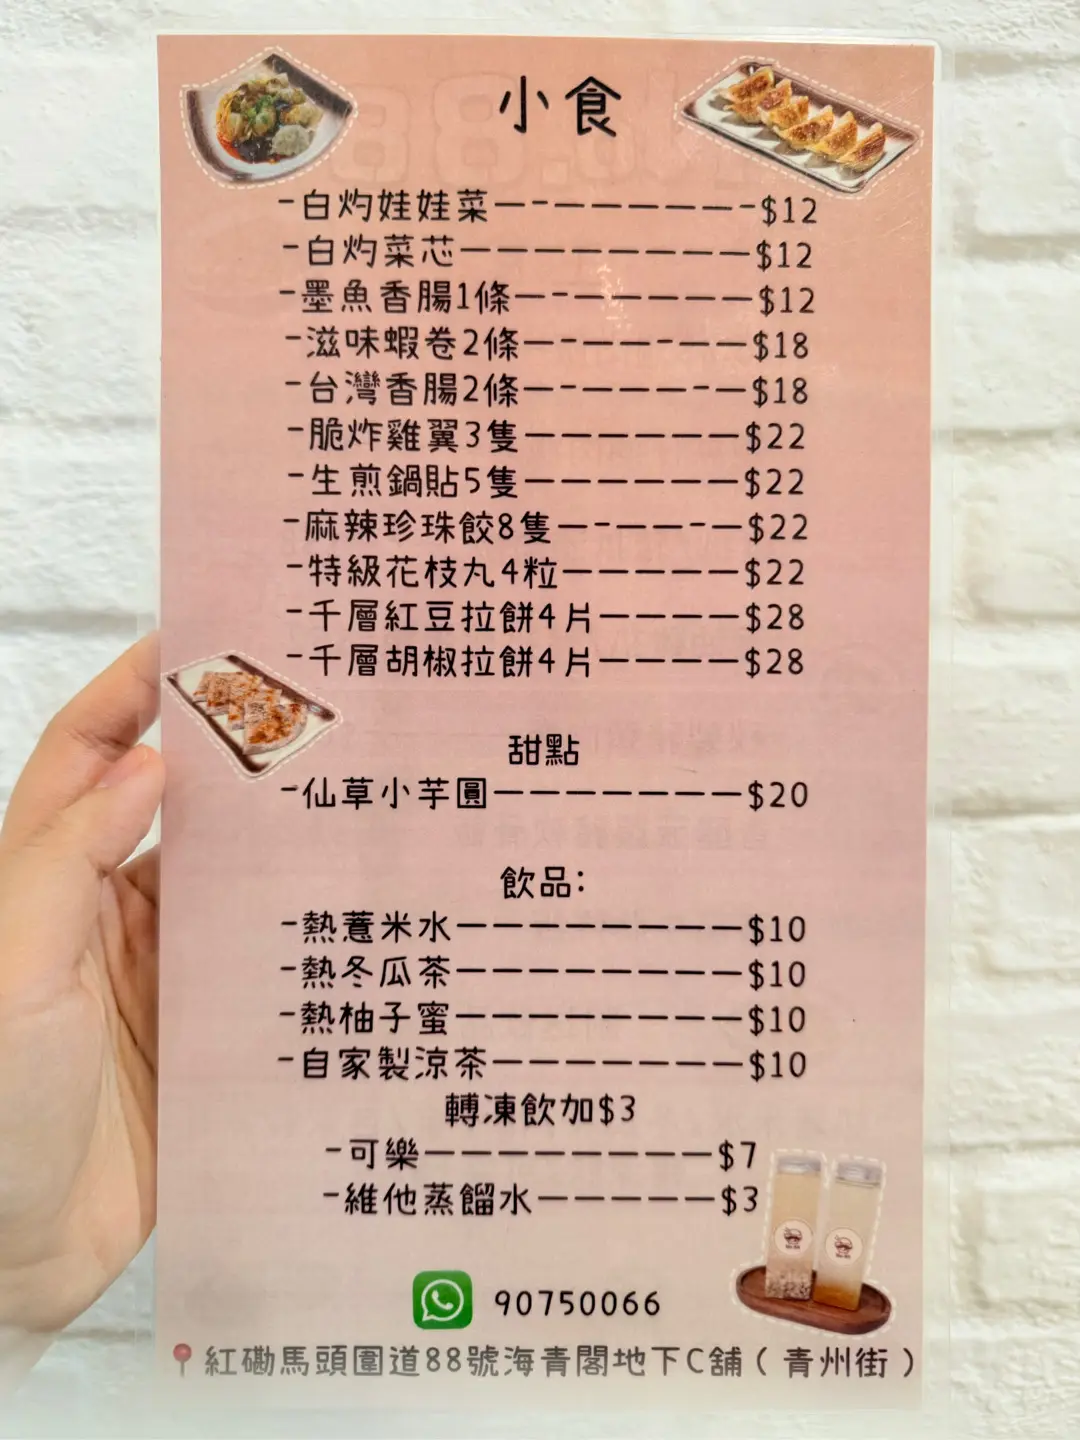 小食
-白灼娃娃菜----------$12
-白灼菜芯--------$12
-墨魚香腸1條-------$12
-滋味蝦卷2條------$18
-台灣香腸2條------$18
-脆炸雞翼3隻------$22
-生煎鍋貼5隻------$22
-麻辣珍珠餃8隻-----$22
-特級花枝丸4粒-----$22
-千層紅豆拉餅4片----$28
-千層胡椒拉餅4片----$28
甜點
-仙草小芋圓-------$20
飲品:
-熱薏米水--------$10
-熱冬瓜茶--------$10
-熱柚子蜜--------$10
-自家製涼茶-------$10
轉凍飲加$3
-可樂--------$7
-維他蒸餾水-----$3
90750066
紅磡馬頭圍道88號海青閣地下C舖(青州街)